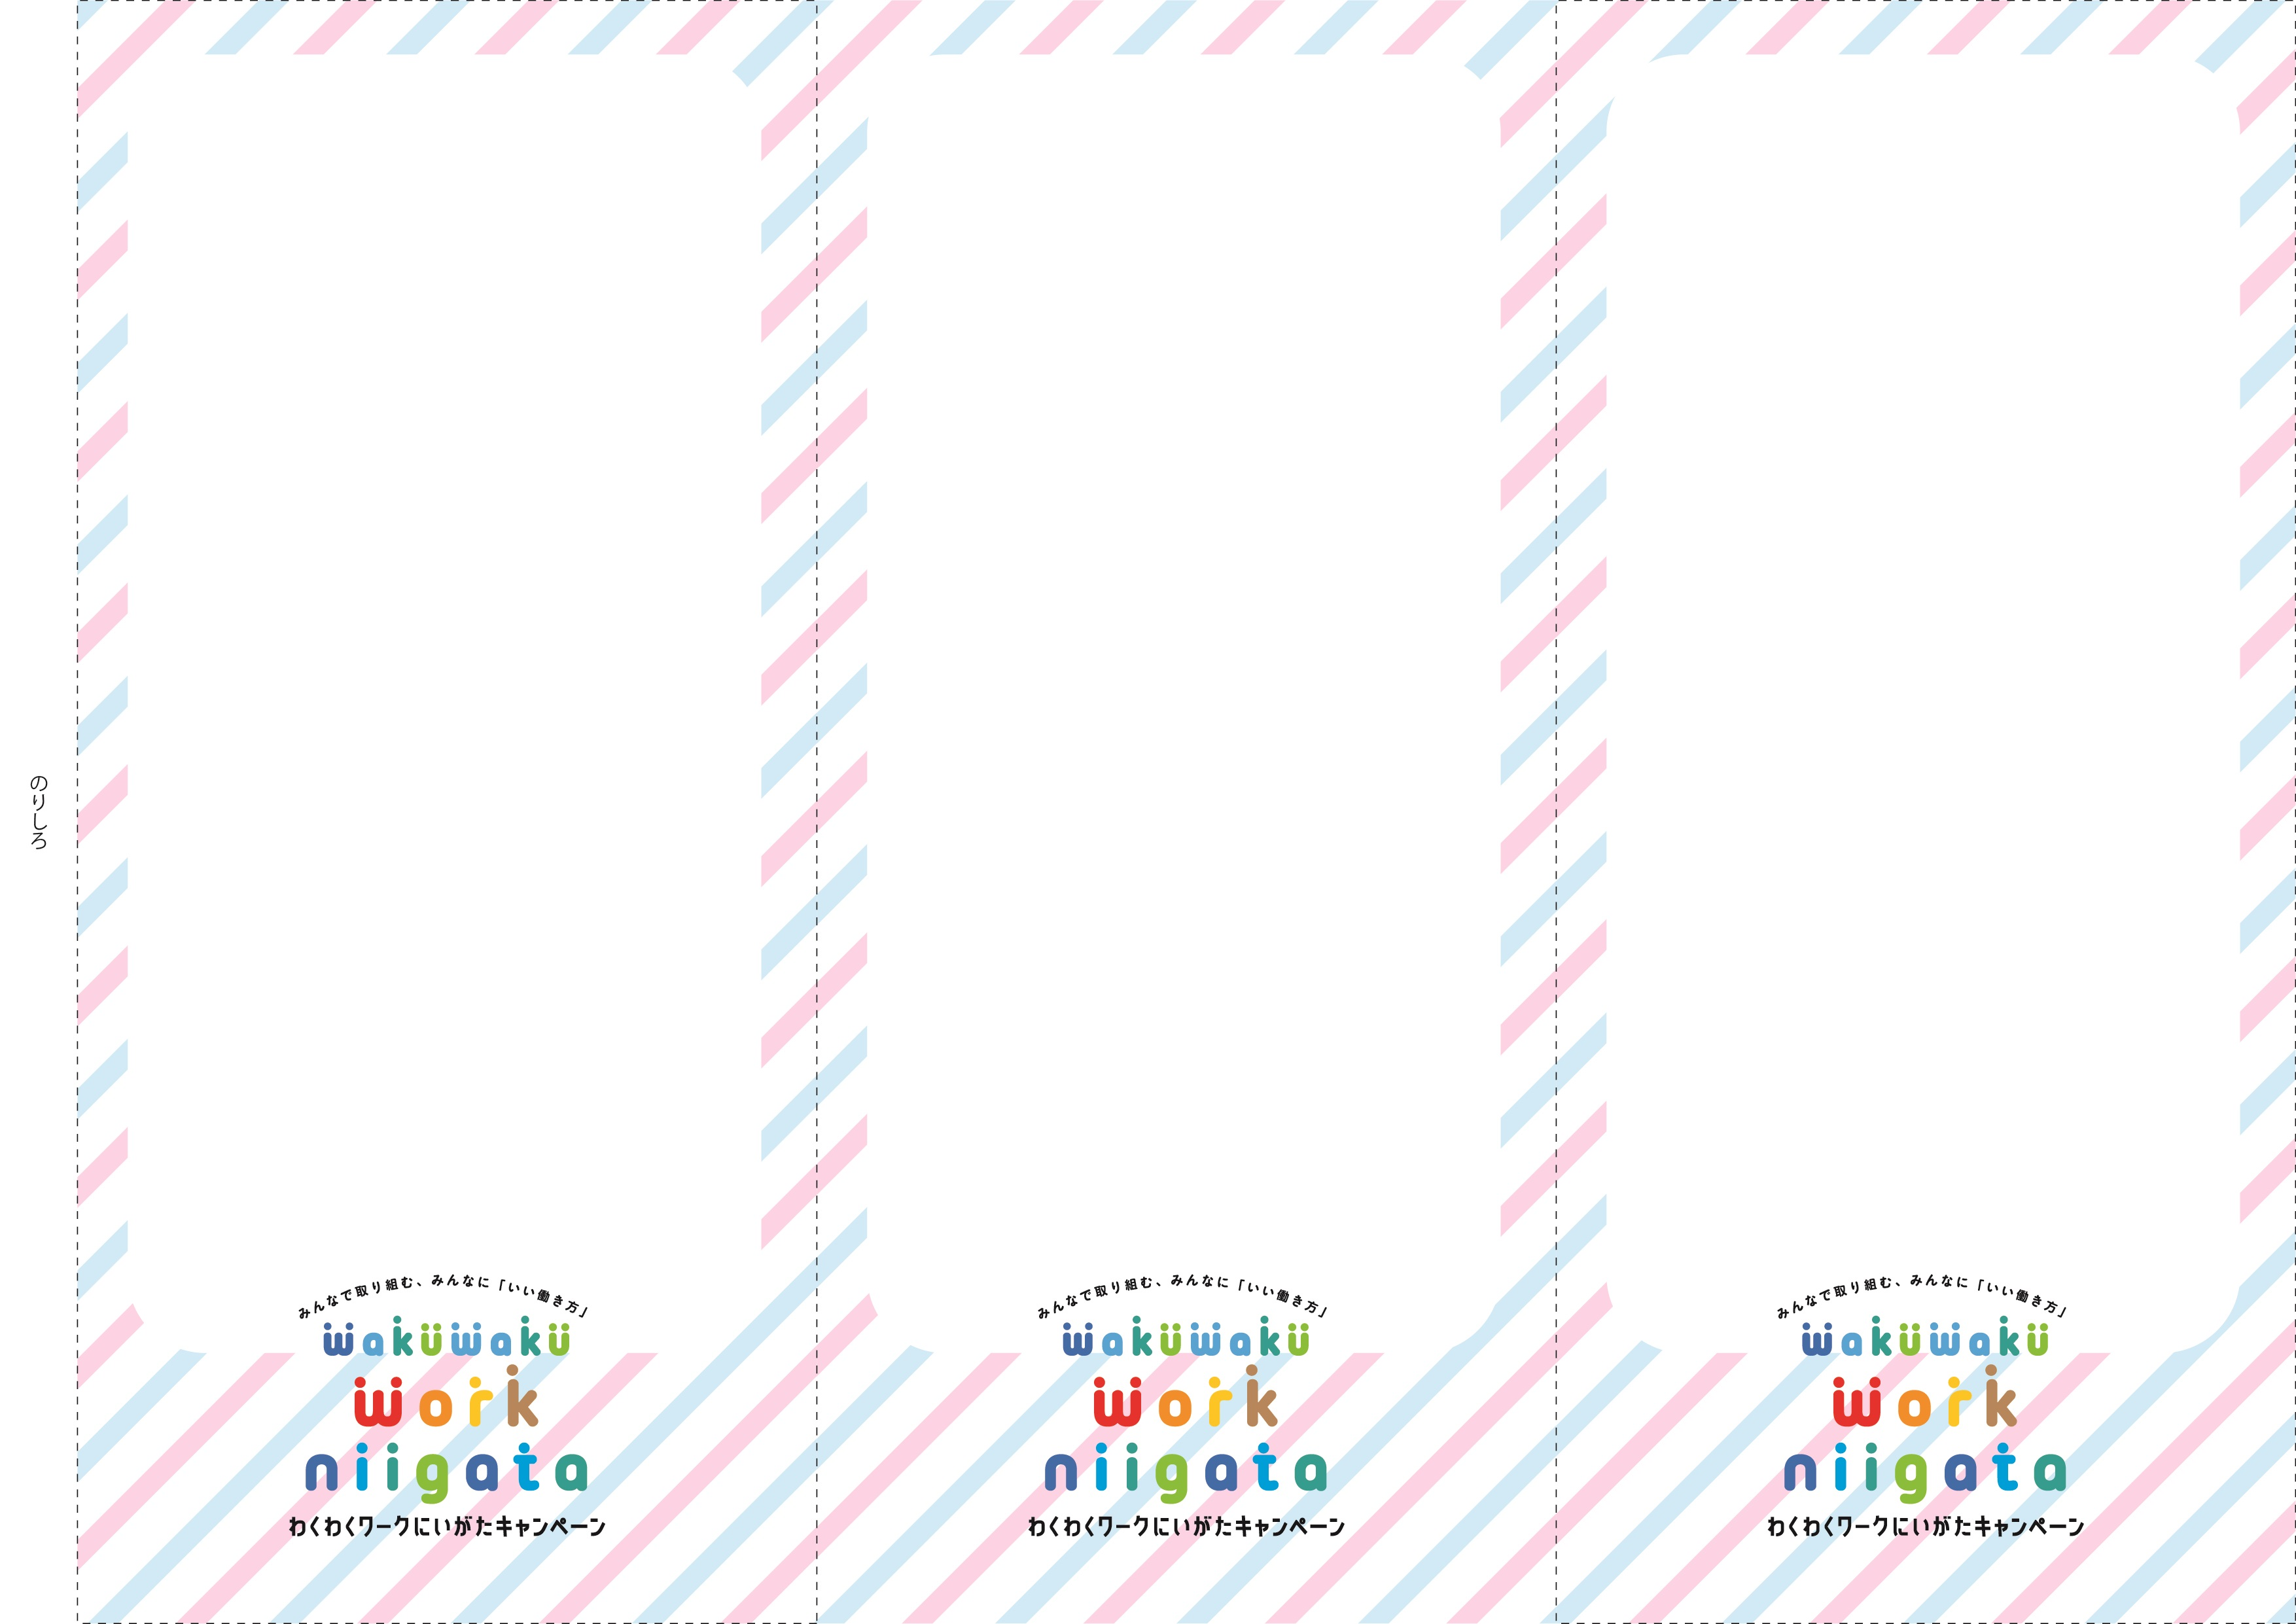 のりしろ
みんなで取り組む、みんなに「いい働き方」
wakuwaku
work
niigata
わくわくワークにいがたキャンペーン
みんなで取り組む、みんなに「いい働き方」
wakuwaku
work
niigata
わくわくワークにいがたキャンペーン
みんなで取り組む、みんなに「いい働き方」
wakuwaku
work
niigata
わくわくワークにいがたキャンペーン